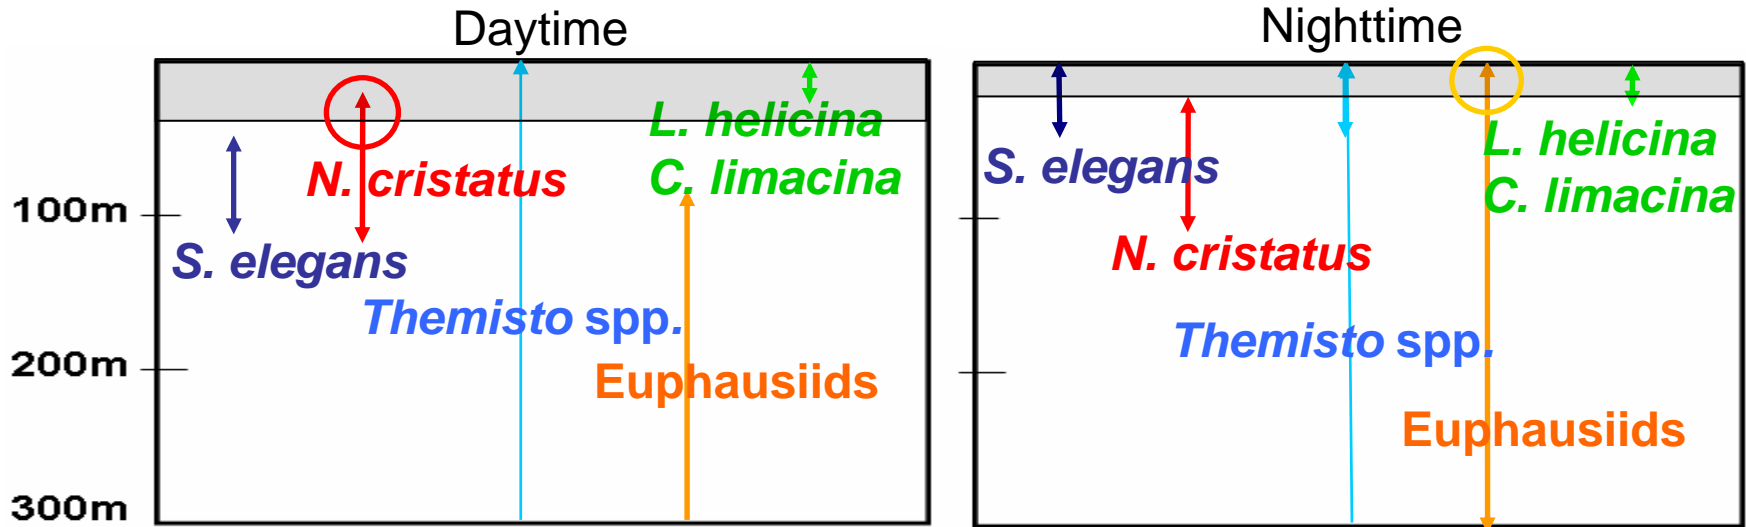 Daytime
L. helicina
C. limacina
N. cristatus
100m
S. elegans
Themisto spp.
200m
Euphausiids
300m
Nighttime
L. helicina
C. limacina
S. elegans
N. cristatus
Themisto spp.
Euphausiids